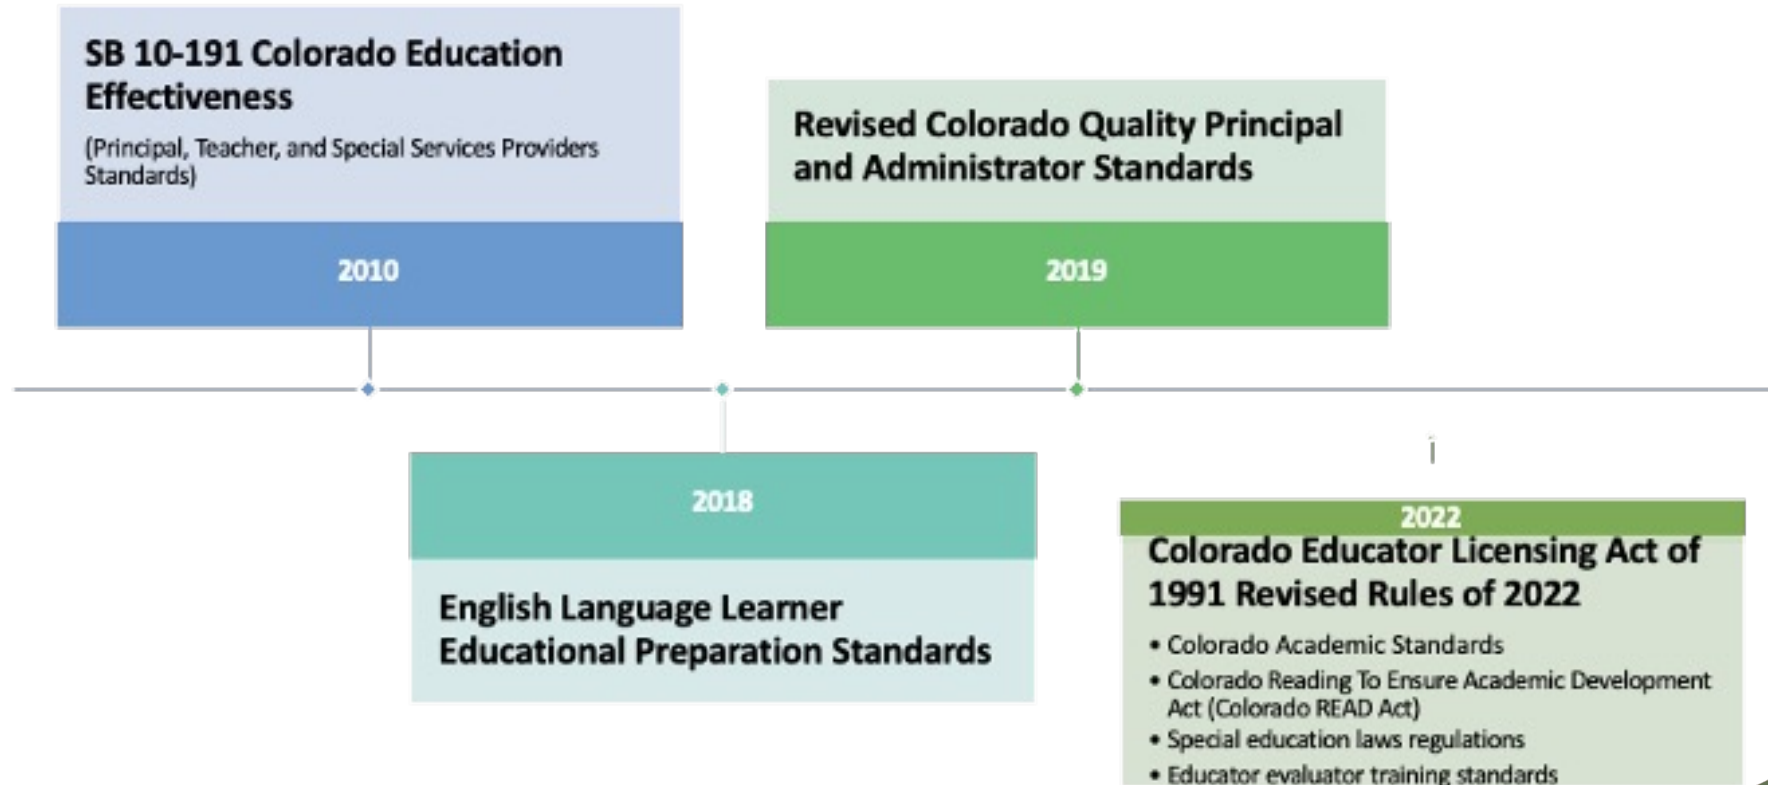 SB 10-191 Colorado Education
Effectiveness
(Principal, Teacher, and Special Services Providers
Standards)
2010
Revised Colorado Quality Principal
and Administrator Standards
2019
2018
English Language Learner
Educational Preparation Standards
2022
Colorado Educator Licensing Act of
1991 Revised Rules of 2022
• Colorado Academic Standards
• Colorado Reading To Ensure Academic Development
Act (Colorado READ Act)
• Special education laws regulations
• Educator evaluator training standards